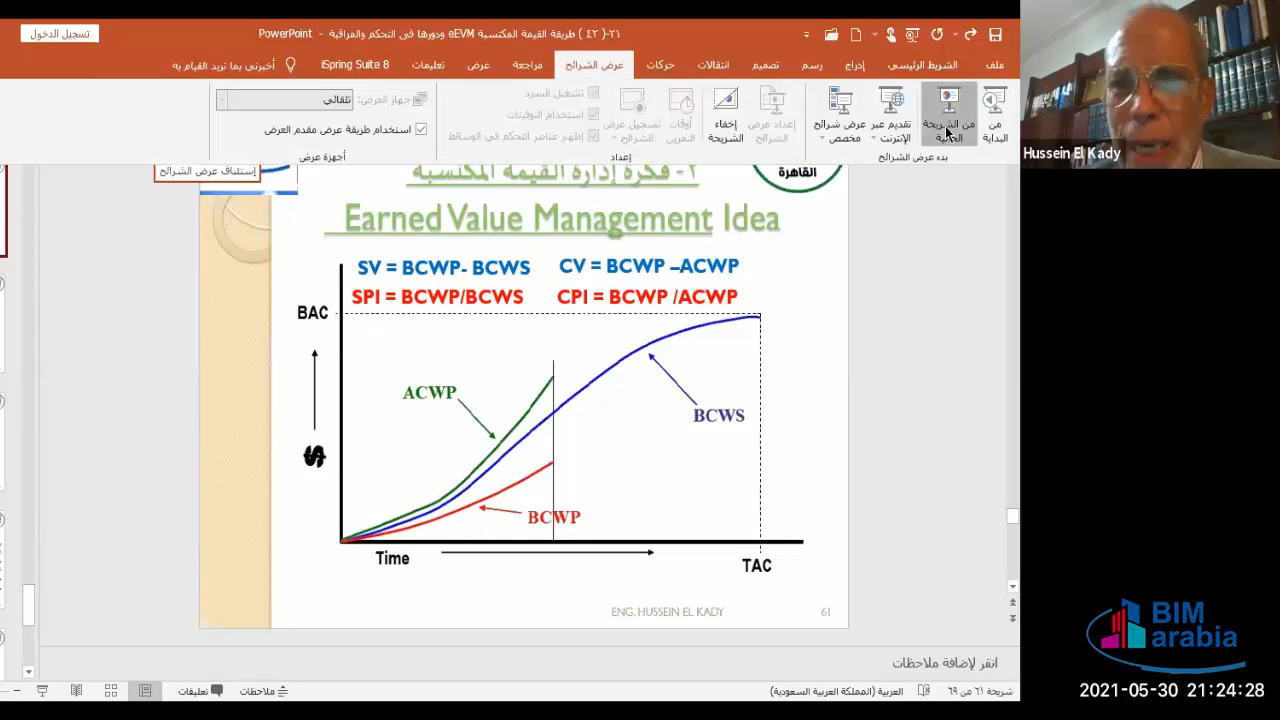 تسجيل الدخول
٢١-( ٤٢ ) طريقة القيمة المكتسبة eEVM ودورها فى التحكم والمراقبة - PowerPoint
ملف
الشريط الرئيسي
إدراج
رسم
تصميم
انتقالات
حركات
عرض الشرائح
مراجعة
عرض
تعليمات
iSpring Suite 8
أخبرني بما تريد القيام به
من البداية
من الشريحة الحالية
تقديم عبر الإنترنت
عرض شرائح مخصص
بدء عرض الشرائح
إعداد عرض الشرائح
إخفاء الشريحة
أوقات التمرين
تسجيل عرض الشرائح
تشغيل السرد
استخدام التوقيتات
إظهار عناصر التحكم في الوسائط
إعداد
جهاز العرض:
تلقائي
استخدام طريقة عرض مقدم العرض
أجهزة عرض
إستئناف عرض الشرائح
Hussein El Kady
القاهرة
٢- فكرة إدارة القيمة المكتسبة
Earned Value Management Idea
SV = BCWP- BCWS
CV = BCWP –ACWP
SPI = BCWP/BCWS
CPI = BCWP /ACWP
BAC
ACWP
BCWS
$
BCWP
Time
TAC
ENG. HUSSEIN EL KADY
61
انقر لإضافة ملاحظات
شريحة ٦١ من ٦٩
العربية (المملكة العربية السعودية)
ملاحظات
تعليقات
BIM
arabia
2021-05-30 21:24:28